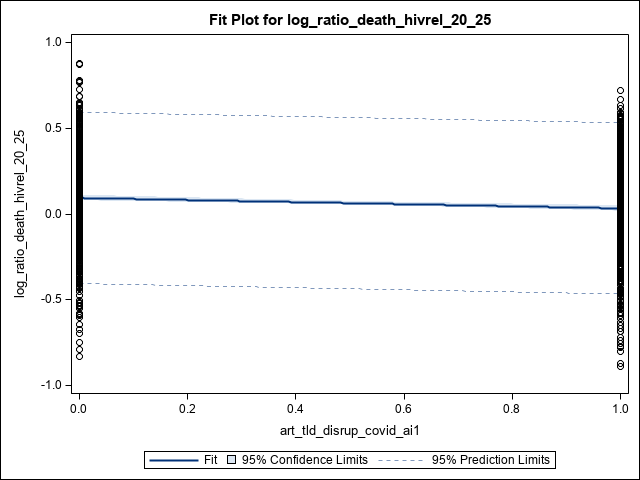 Fit Plot for log_ratio_death_hivrel_20_25
log_ratio_death_hivrel_20_25
1.0
0.5
0.0
-0.5
-1.0
0.0 0.2 0.4 0.6 0.8 1.0
art_tld_disrup_covid_ai1
Fit 95% Confidence Limits 95% Prediction Limits